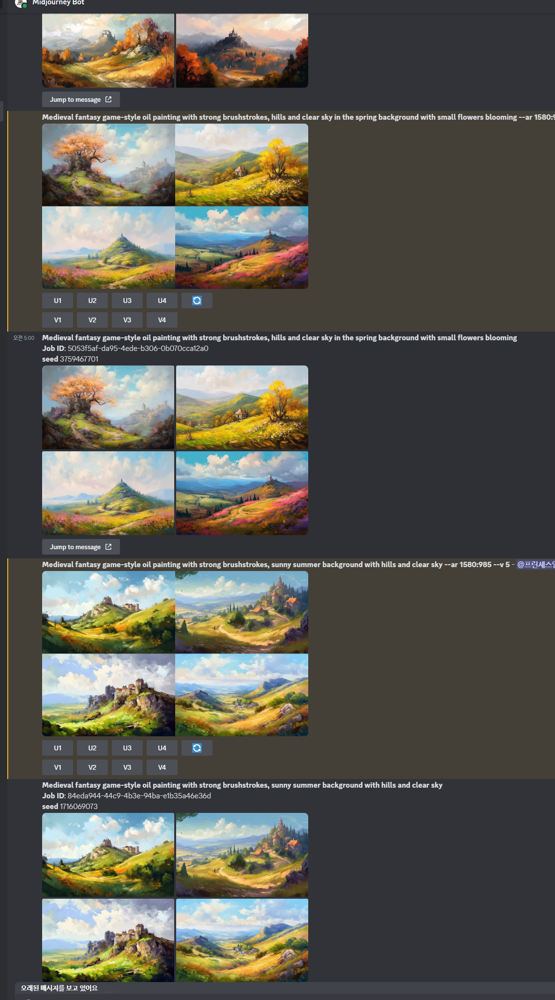 Midjourney Bot
Jump to message
Medieval fantasy game-style oil painting with strong brushstrokes, hills and clear sky in the spring background with small flowers blooming --ar 1580:9
U1 U2 U3 U4
V1 V2 V3 V4
오전 5:00 Medieval fantasy game-style oil painting with strong brushstrokes, hills and clear sky in the spring background with small flowers blooming
Job ID: 5053f5af-da95-4ede-b306-0b070cca12a0
seed 3759467701
Jump to message
Medieval fantasy game-style oil painting with strong brushstrokes, sunny summer background with hills and clear sky --ar 1580:985 --v 5 - @프린세스
U1 U2 U3 U4
V1 V2 V3 V4
Medieval fantasy game-style oil painting with strong brushstrokes, sunny summer background with hills and clear sky
Job ID: 84eda944-44c9-4b3e-94ba-e1b35a46e36d
seed 1716069073
오래된 메시지를 보고 있어요